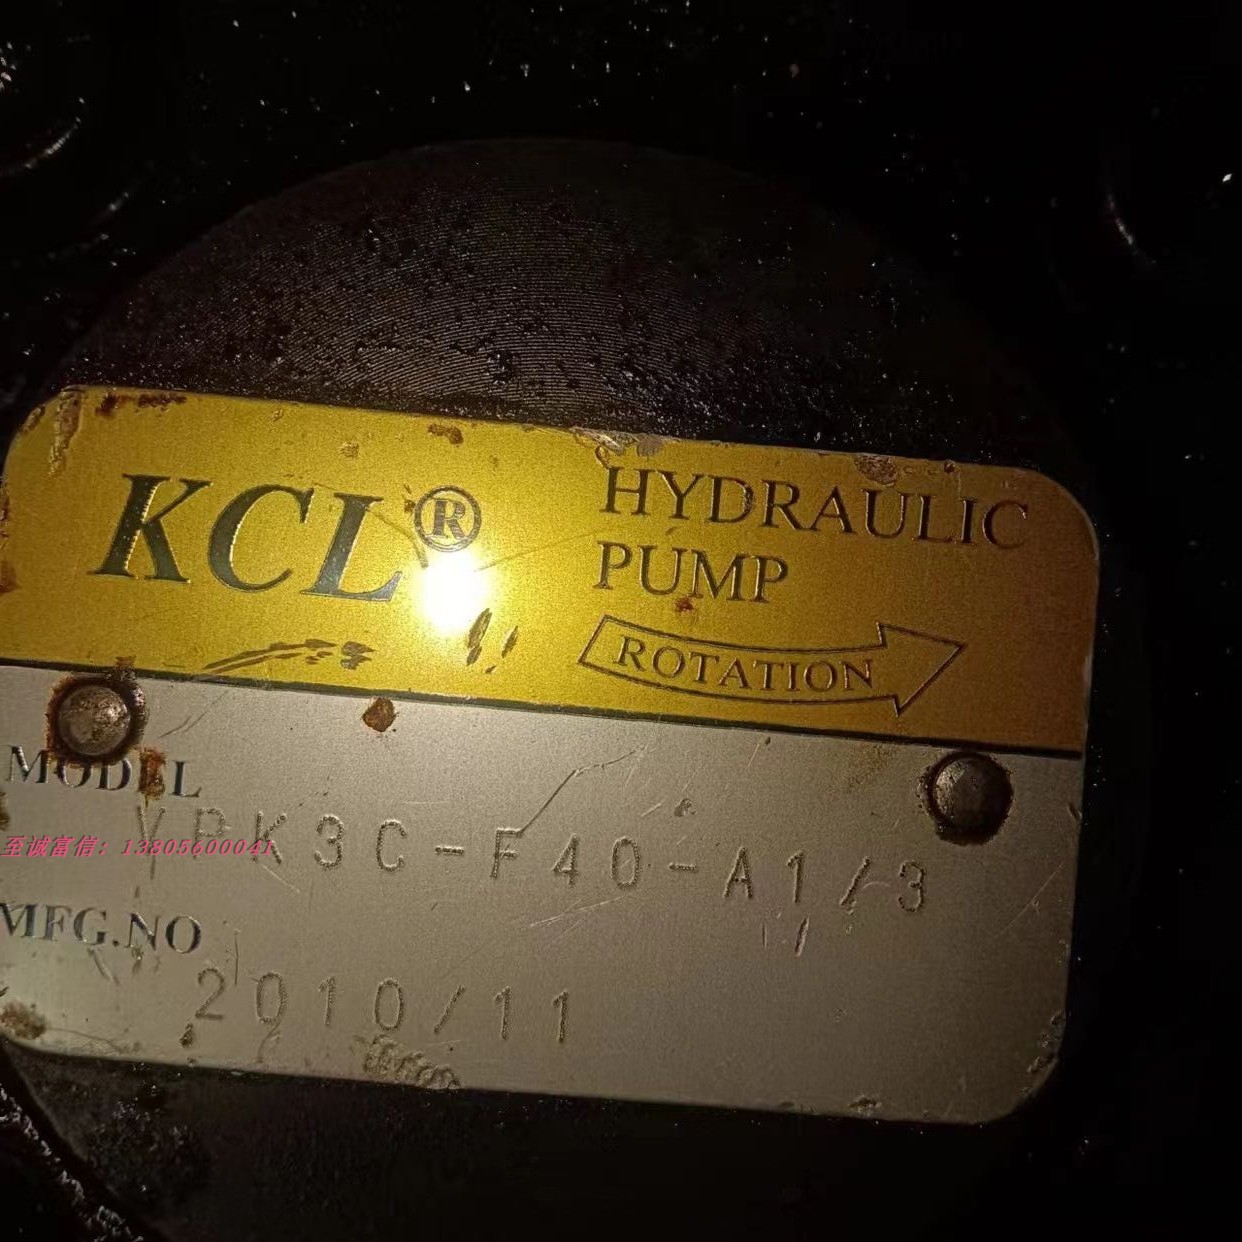 KCL®
HYDRAULIC
PUMP
ROTATION
MODEL
VPK3C-F40-A1/3
至诚富信：13805600041
MFG.NO
2010/11